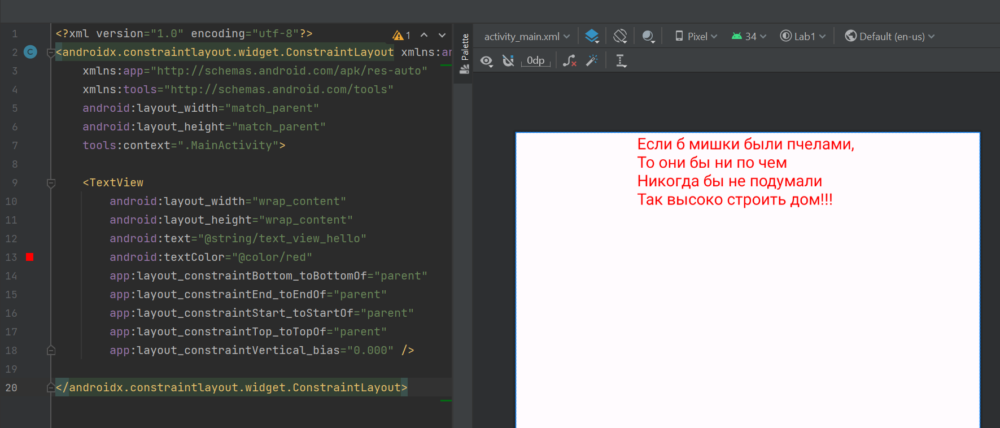 1 <?xml version="1.0" encoding="utf-8"?>
2 <androidx.constraintlayout.widget.ConstraintLayout xmlns:an
3 xmlns:app="http://schemas.android.com/apk/res-auto"
4 xmlns:tools="http://schemas.android.com/tools"
5 android:layout_width="match_parent"
6 android:layout_height="match_parent"
7 tools:context=".MainActivity">
8
9 <TextView
10 android:layout_width="wrap_content"
11 android:layout_height="wrap_content"
12 android:text="@string/text_view_hello"
13 android:textColor="@color/red"
14 app:layout_constraintBottom_toBottomOf="parent"
15 app:layout_constraintEnd_toEndOf="parent"
16 app:layout_constraintStart_toStartOf="parent"
17 app:layout_constraintTop_toTopOf="parent"
18 app:layout_constraintVertical_bias="0.000" />
19
20 </androidx.constraintlayout.widget.ConstraintLayout>
1
C
Palette
activity_main.xml Pixel 34 Lab1 Default (en-us)
0dp
Если б мишки были пчелами,
То они бы ни по чем
Никогда бы не подумали
Так высоко строить дом!!!